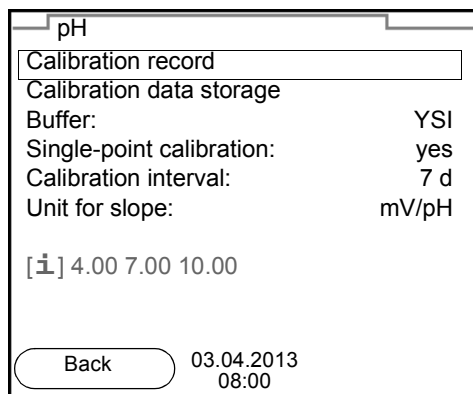 pH
Calibration record
Calibration data storage
Buffer: YSI
Single-point calibration: yes
Calibration interval: 7 d
Unit for slope: mV/pH
[i] 4.00 7.00 10.00
Back 03.04.2013
08:00